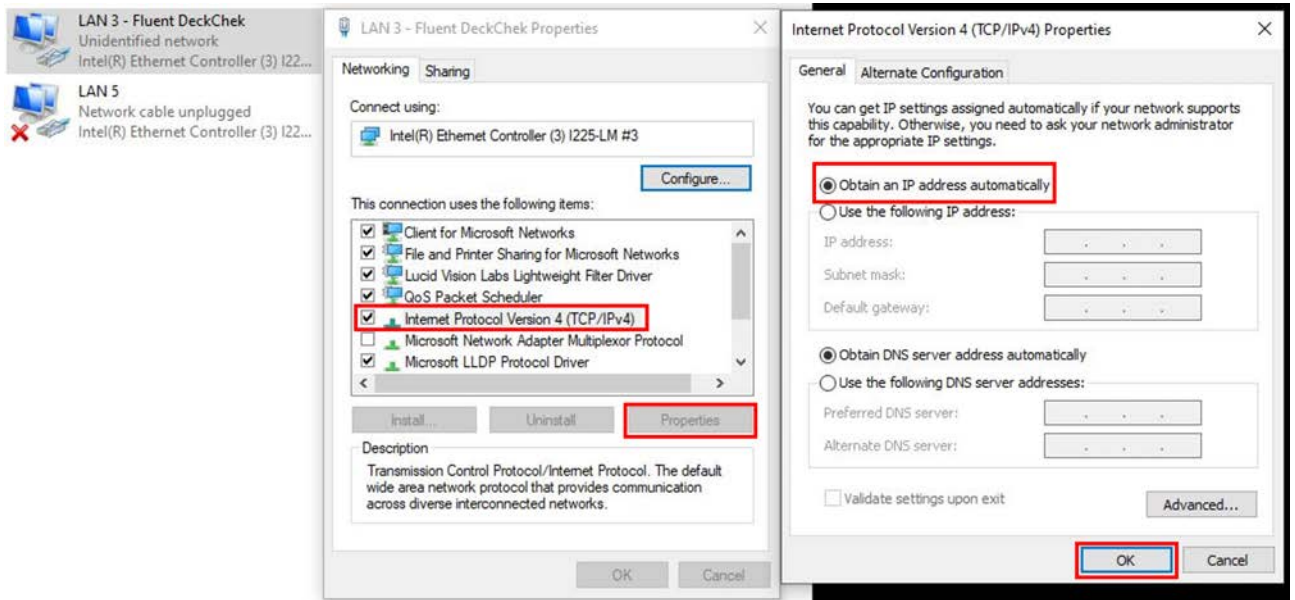 LAN 3 - Fluent DeckChek
Unidentified network
Intel(R) Ethernet Controller (3) I22...
LAN 5
Network cable unplugged
Intel(R) Ethernet Controller (3) I22...
LAN 3 - Fluent DeckChek Properties
Networking Sharing
Connect using:
Intel(R) Ethernet Controller (3) I225-LM #3
Configure...
This connection uses the following items:
Client for Microsoft Networks
File and Printer Sharing for Microsoft Networks
Lucid Vision Labs Lightweight Filter Driver
QoS Packet Scheduler
Internet Protocol Version 4 (TCP/IPv4)
Microsoft Network Adapter Multiplexor Protocol
Microsoft LLDP Protocol Driver
Install... Uninstall Properties
Description
Transmission Control Protocol/Internet Protocol. The default
wide area network protocol that provides communication
across diverse interconnected networks.
OK Cancel
Internet Protocol Version 4 (TCP/IPv4) Properties
General Alternate Configuration
You can get IP settings assigned automatically if your network supports
this capability. Otherwise, you need to ask your network administrator
for the appropriate IP settings.
Obtain an IP address automatically
Use the following IP address:
IP address:
Subnet mask:
Default gateway:
Obtain DNS server address automatically
Use the following DNS server addresses:
Preferred DNS server:
Alternate DNS server:
Validate settings upon exit
Advanced...
OK Cancel